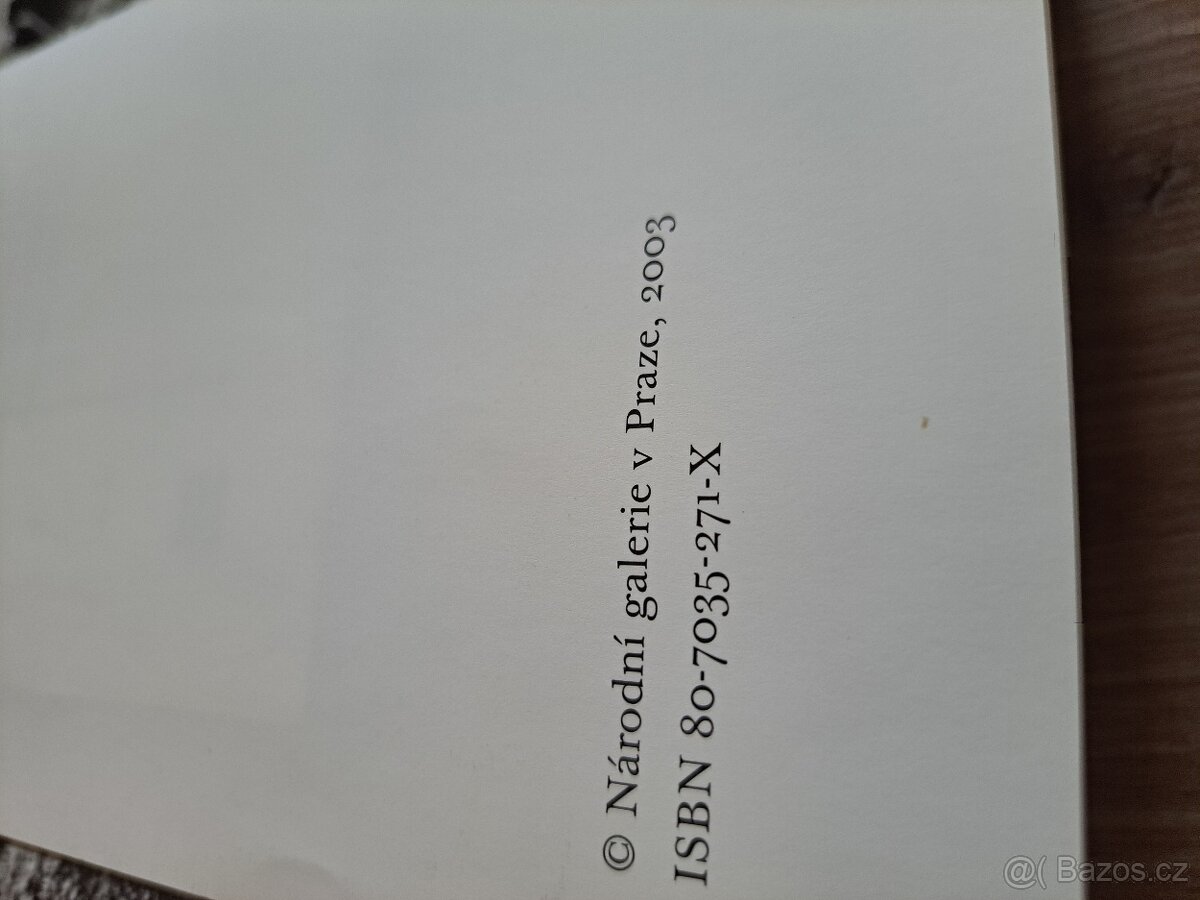 © Národní galerie v Praze, 2003
ISBN 80-7035-271-X
@( Bazos.cz